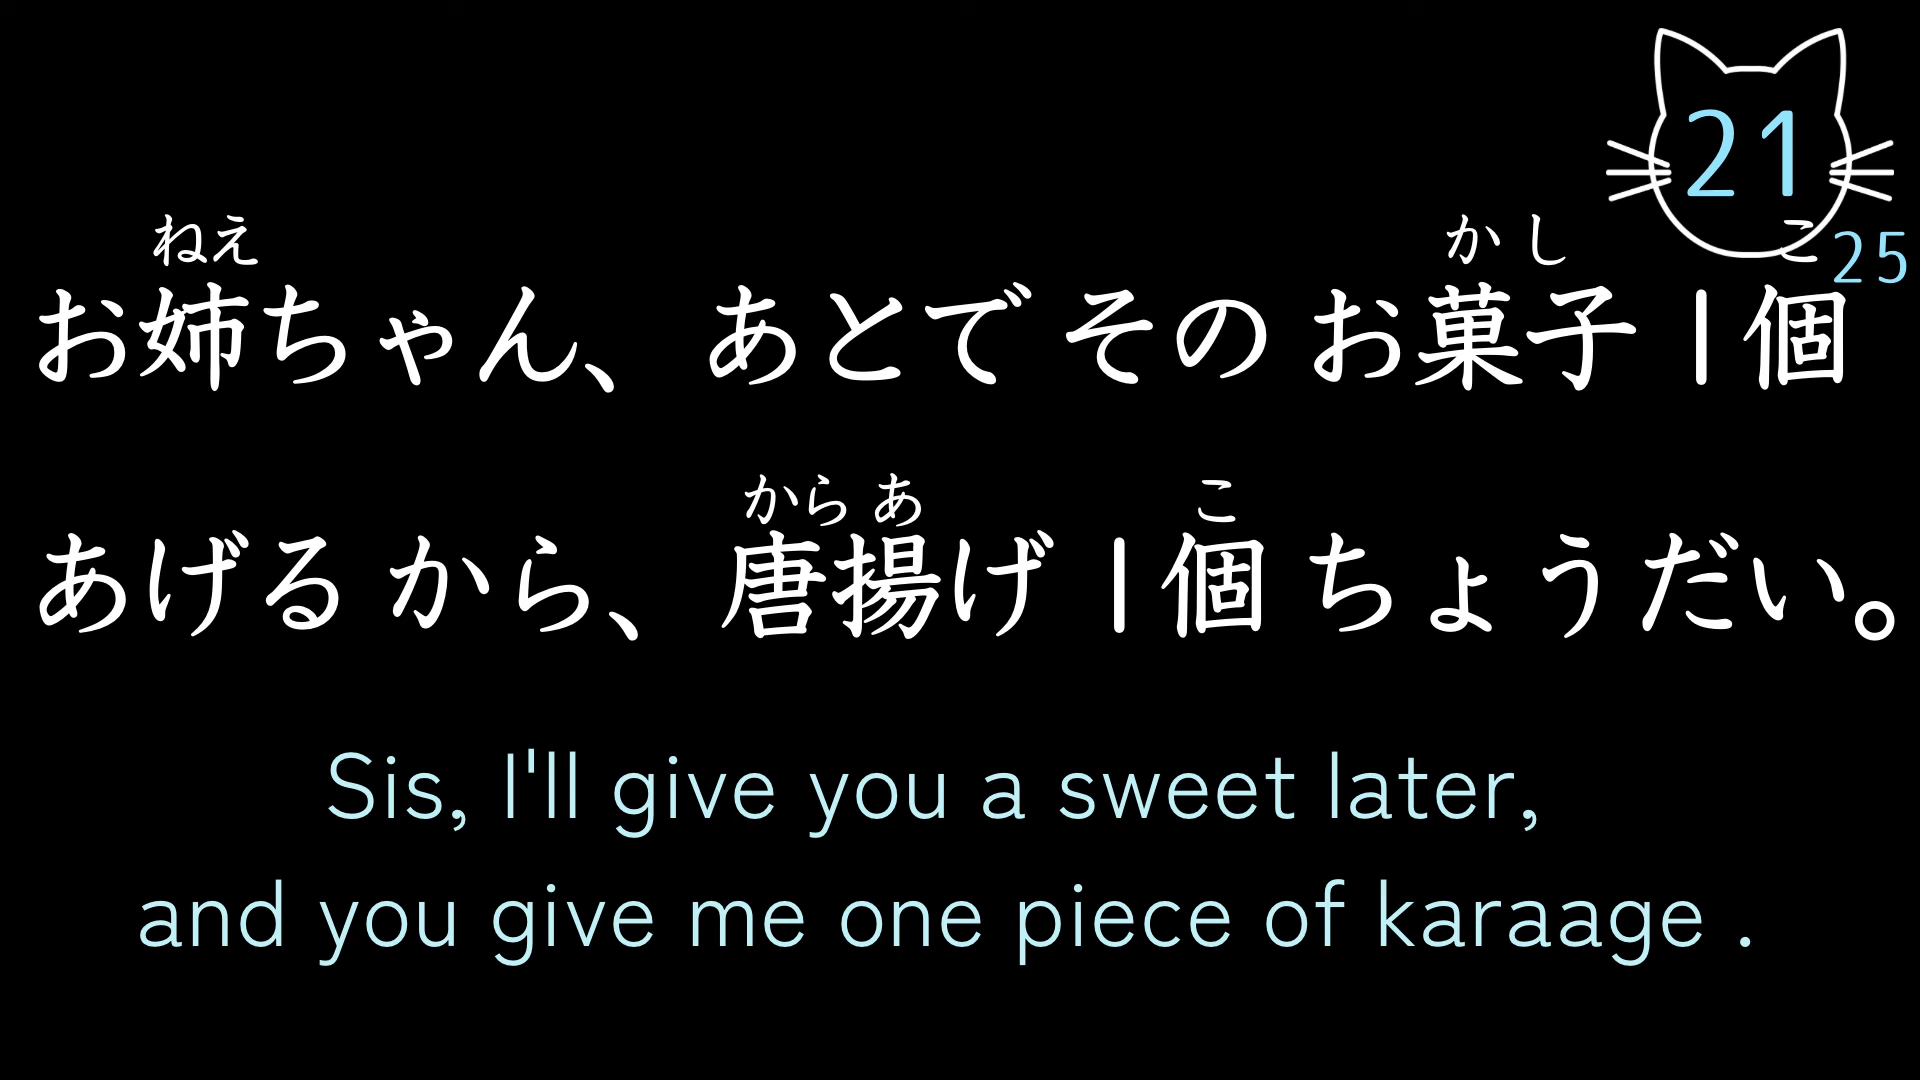 21
25
ねえ かし こ
お姉ちゃん、あとで その お菓子 1個
からあ こ
あげる から、唐揚げ 1個 ちょうだい。
Sis, I'll give you a sweet later,
and you give me one piece of karaage .